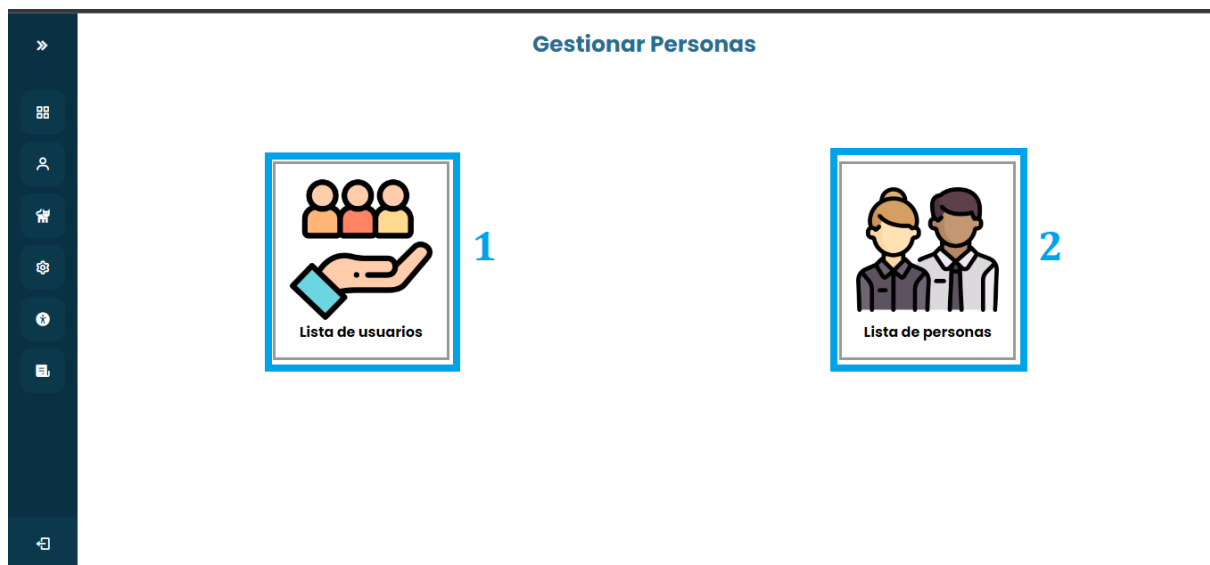 Gestionar Personas
1
2
Lista de usuarios
Lista de personas